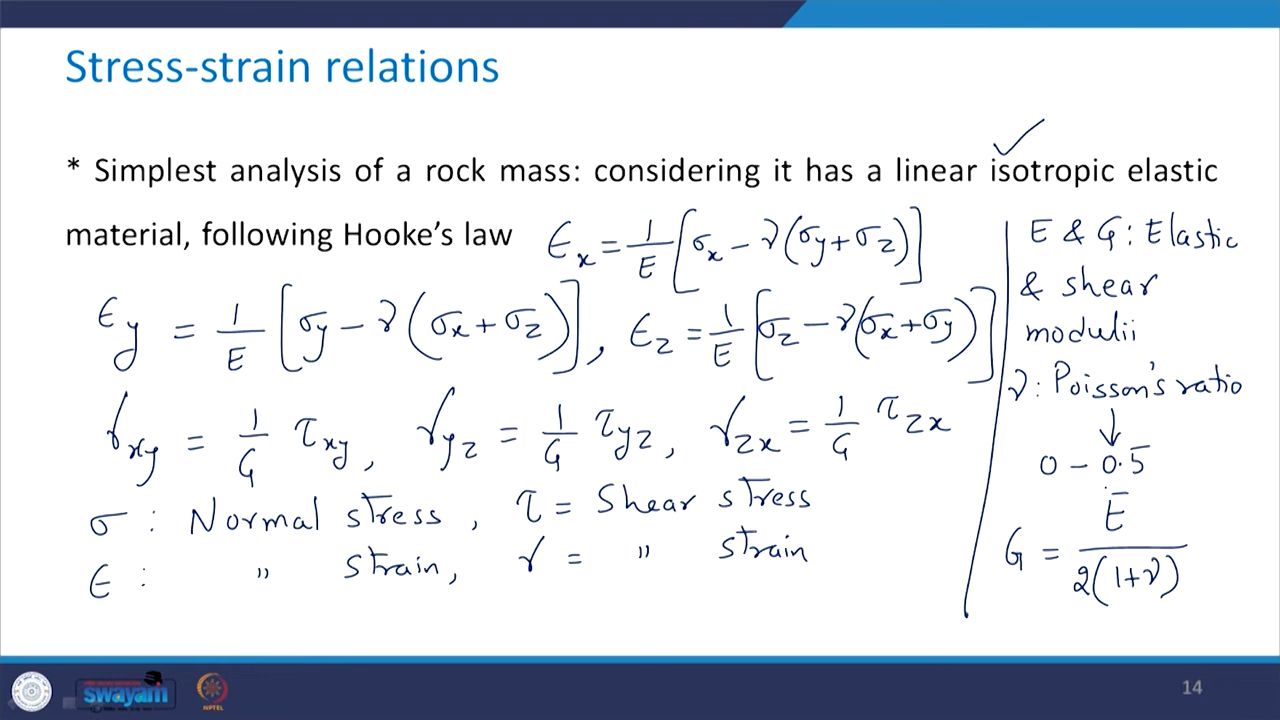 Stress-strain relations
* Simplest analysis of a rock mass: considering it has a linear isotropic elastic
material, following Hooke's law ϵx = 1/E [σx − ν(σy + σz)]
ϵy = 1/E [σy − ν(σx + σz)], ϵz = 1/E [σz − ν(σx + σy)]
γxy = 1/G τxy, γyz = 1/G τyz, γzx = 1/G τzx
σ : Normal stress, τ = Shear stress
ϵ : " strain, γ = " strain
E & G : Elastic
& shear
modulii
ν : Poisson's ratio
↓
0 – 0.5
G = E / 2(1+ν)
swayam
NPTEL
14